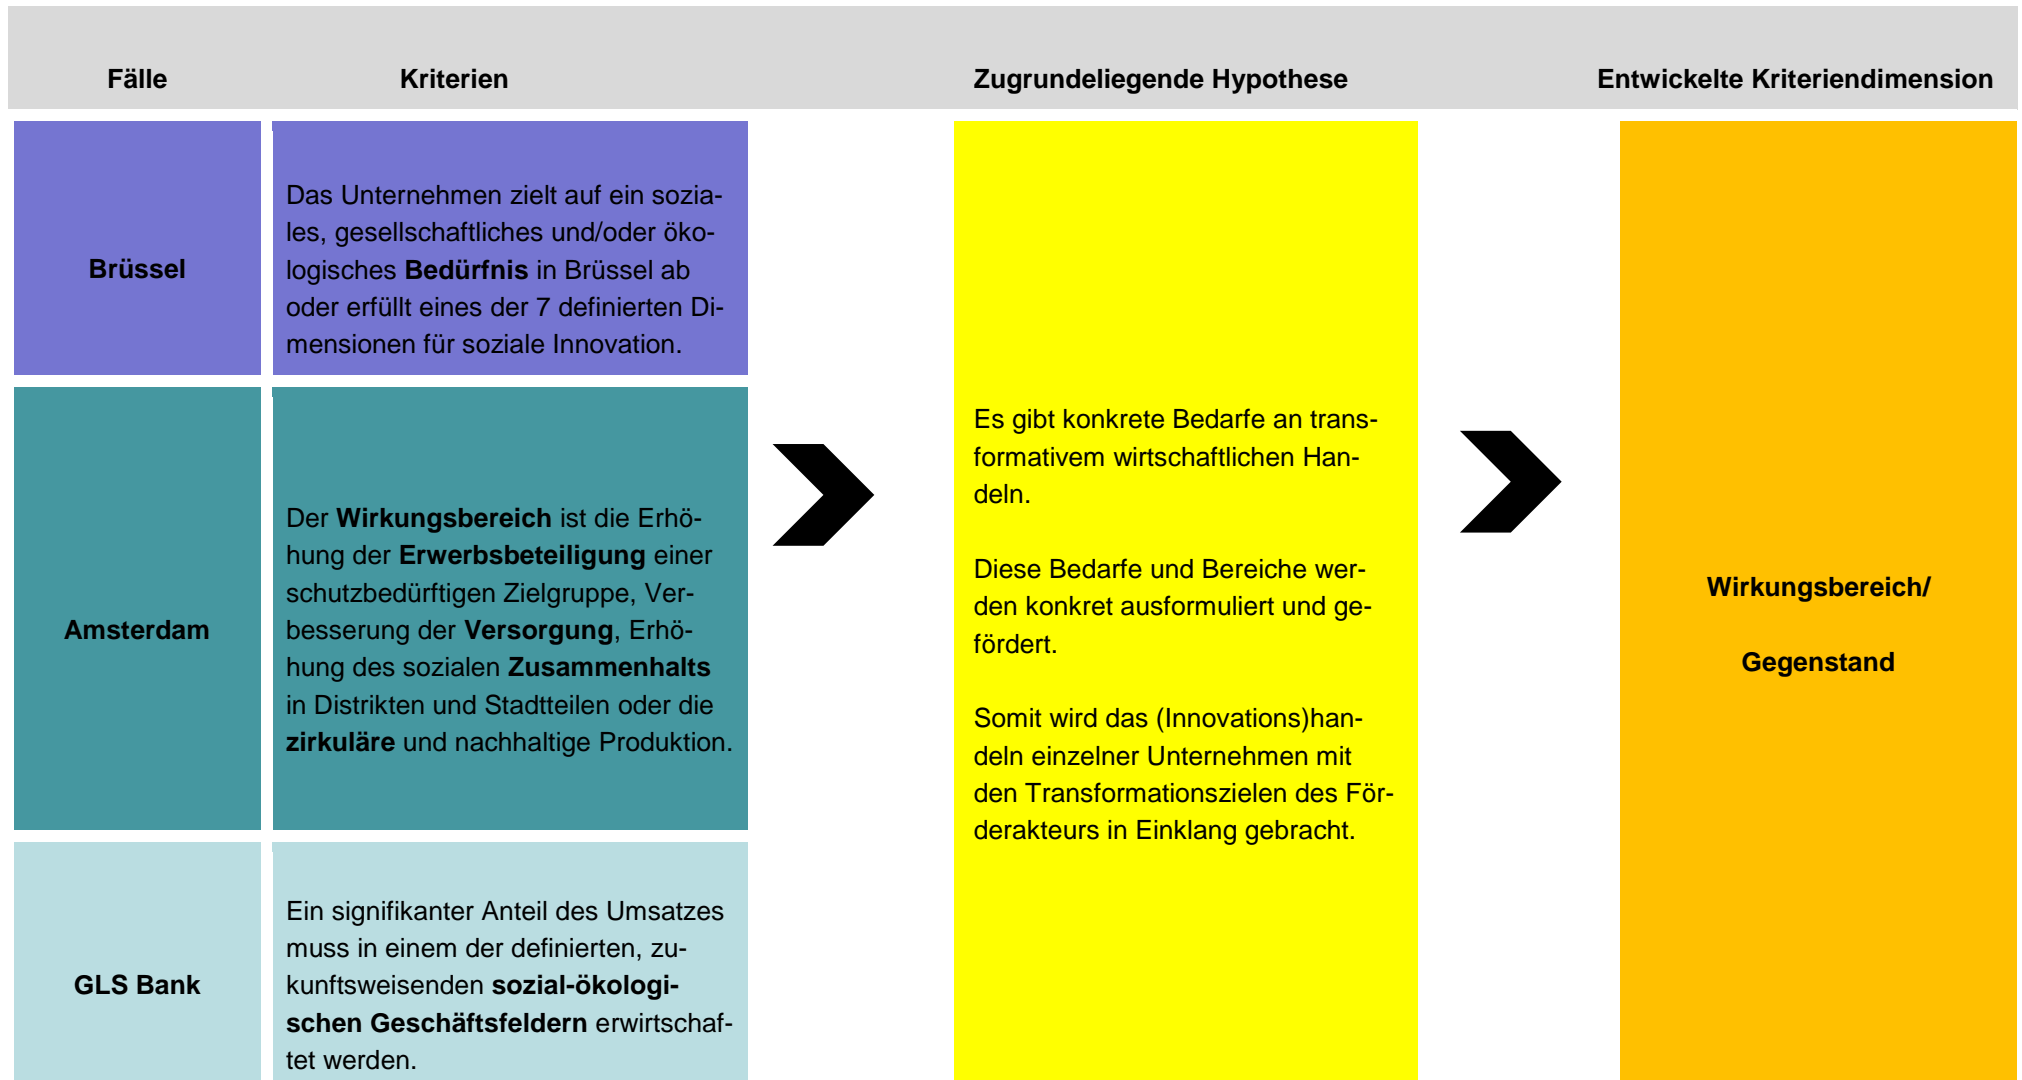 Fälle
Kriterien
Zugrundeliegende Hypothese
Entwickelte Kriteriendimension
Brüssel
Das Unternehmen zielt auf ein sozia-
les, gesellschaftliches und/oder öko-
logisches Bedürfnis in Brüssel ab
oder erfüllt eines der 7 definierten Di-
mensionen für soziale Innovation.
Amsterdam
Der Wirkungsbereich ist die Erhö-
hung der Erwerbsbeteiligung einer
schutzbedürftigen Zielgruppe, Ver-
besserung der Versorgung, Erhö-
hung des sozialen Zusammenhalts
in Distrikten und Stadtteilen oder die
zirkuläre und nachhaltige Produktion.
GLS Bank
Ein signifikanter Anteil des Umsatzes
muss in einem der definierten, zu-
kunftsweisenden sozial-ökologi-
schen Geschäftsfeldern erwirtschaf-
tet werden.
Es gibt konkrete Bedarfe an trans-
formativem wirtschaftlichen Han-
deln.
Diese Bedarfe und Bereiche wer-
den konkret ausformuliert und ge-
fördert.
Somit wird das (Innovations)han-
deln einzelner Unternehmen mit
den Transformationszielen des För-
derakteurs in Einklang gebracht.
Wirkungsbereich/
Gegenstand